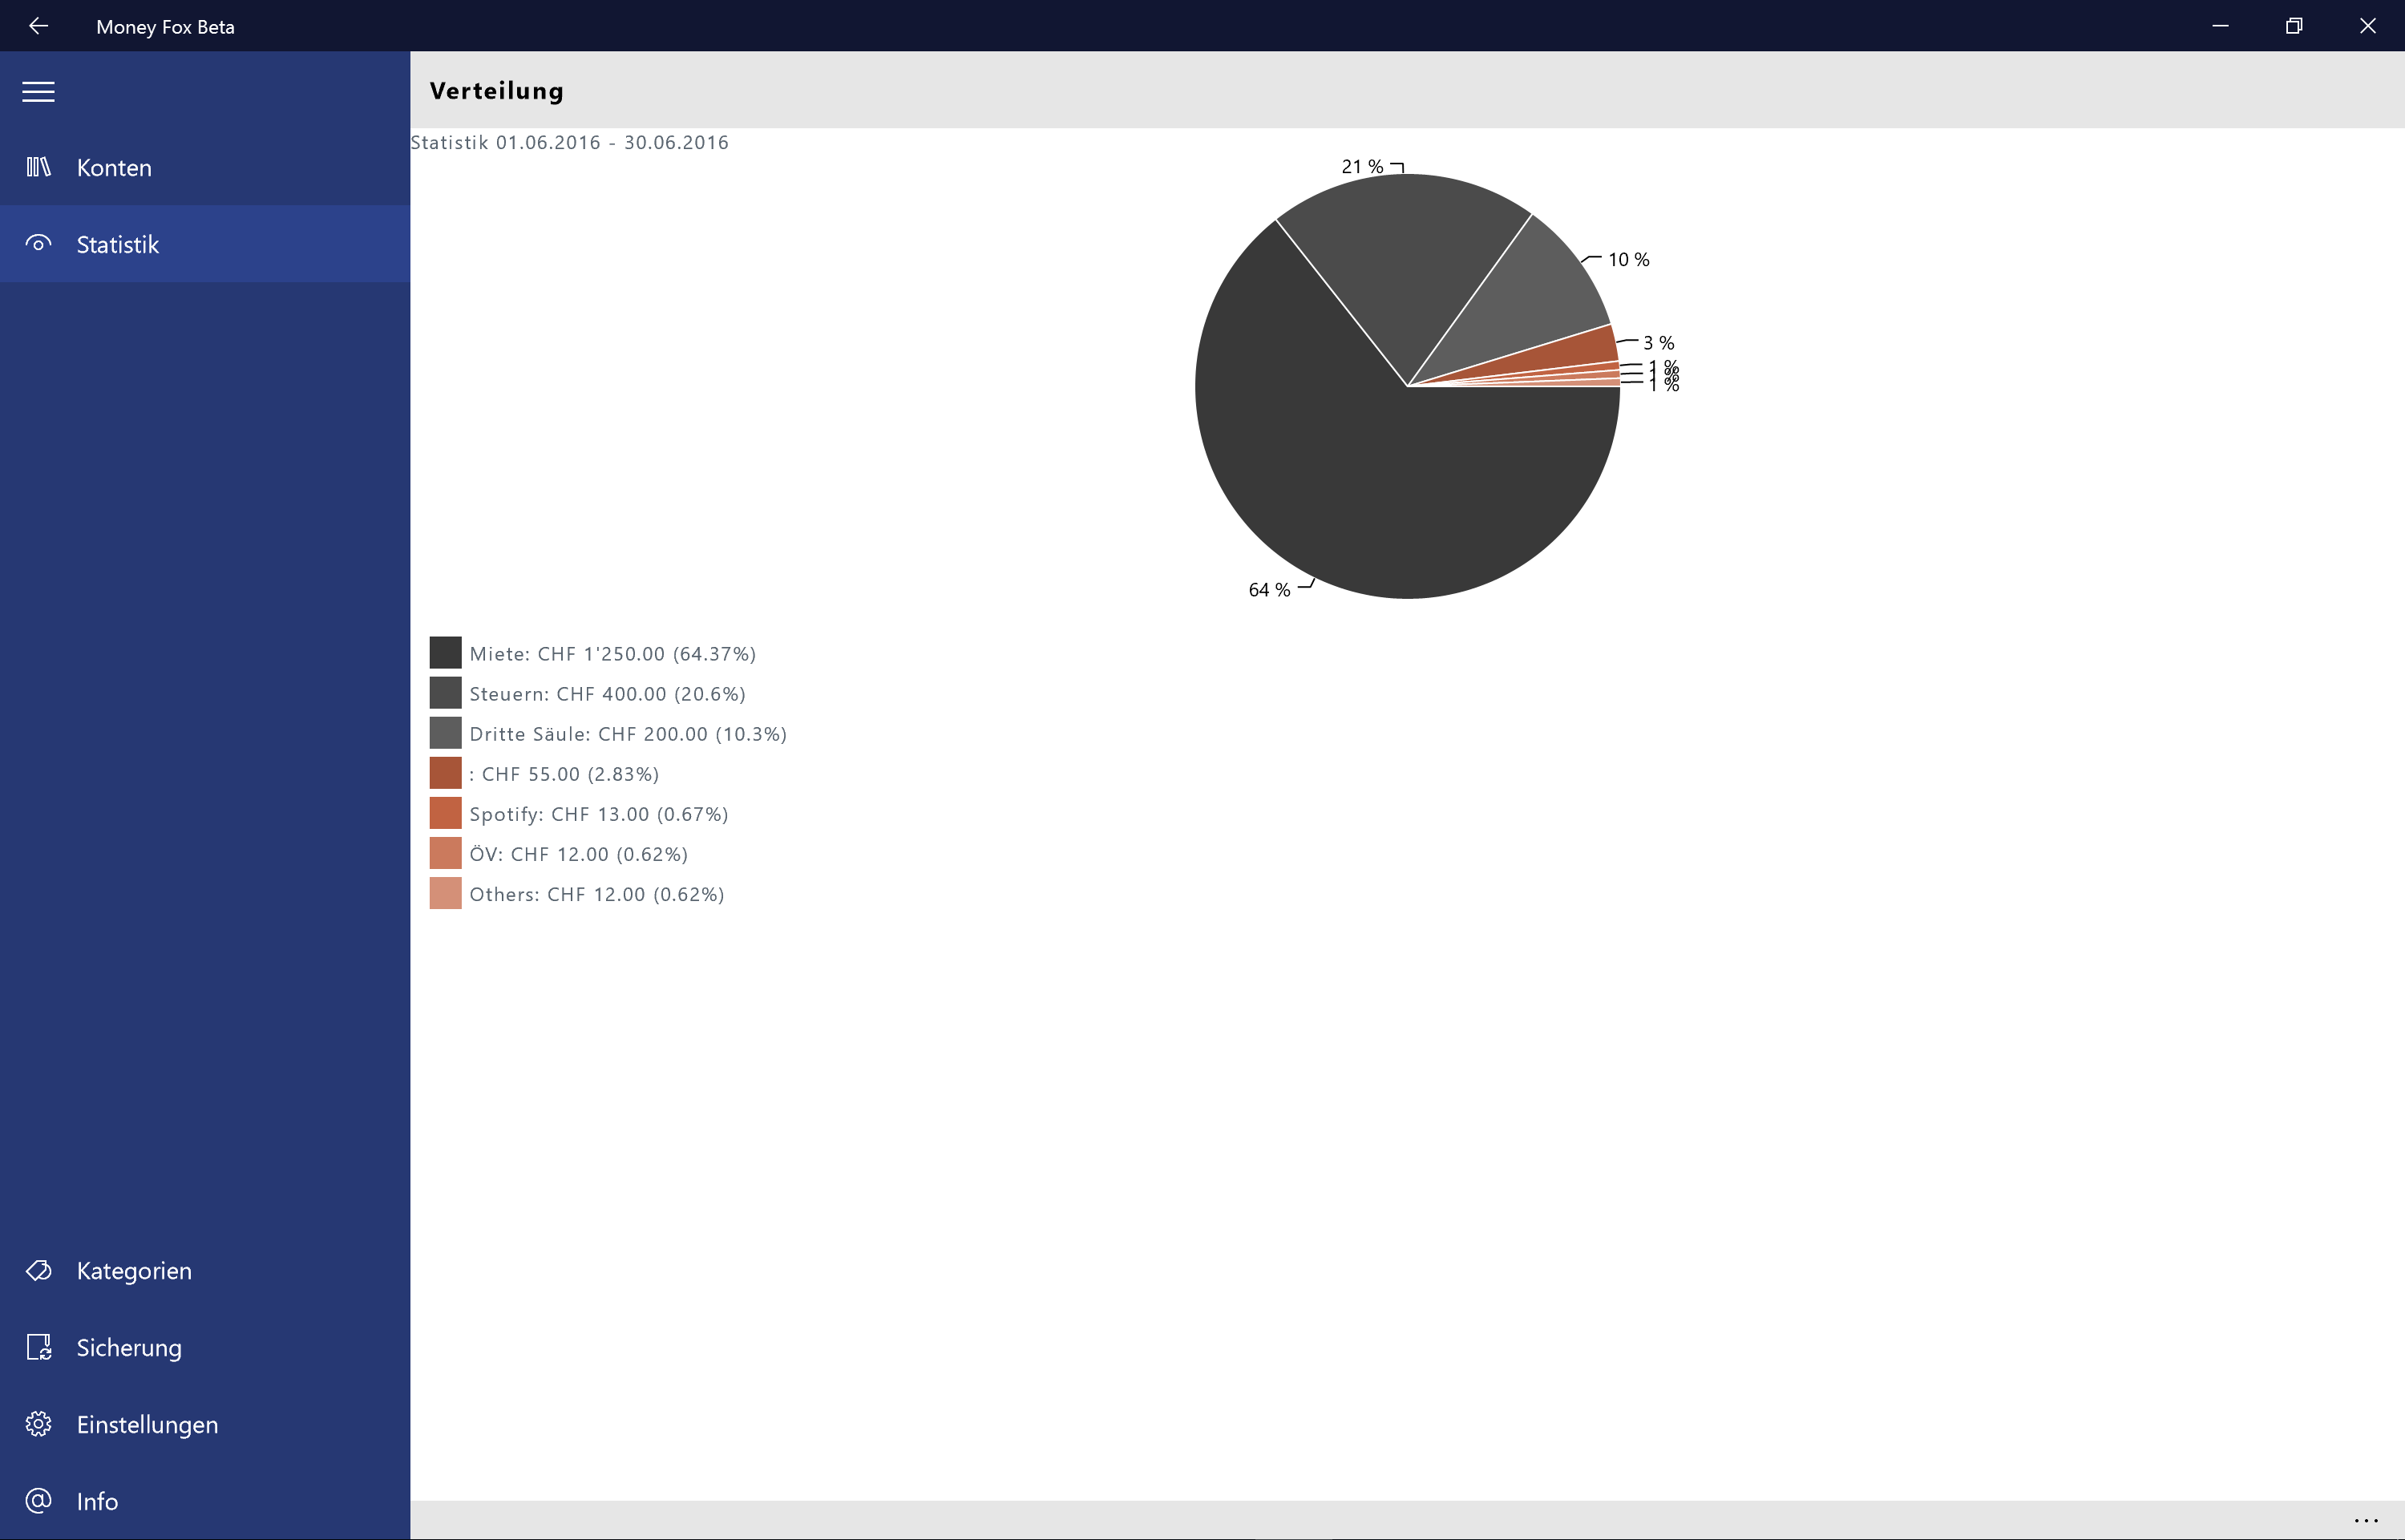 Money Fox Beta
Konten
Statistik
Kategorien
Sicherung
Einstellungen
Info
Verteilung
Statistik 01.06.2016 - 30.06.2016
21 %
10 %
3 %
1 %
1 %
1 %
64 %
Miete: CHF 1'250.00 (64.37%)
Steuern: CHF 400.00 (20.6%)
Dritte Säule: CHF 200.00 (10.3%)
: CHF 55.00 (2.83%)
Spotify: CHF 13.00 (0.67%)
ÖV: CHF 12.00 (0.62%)
Others: CHF 12.00 (0.62%)